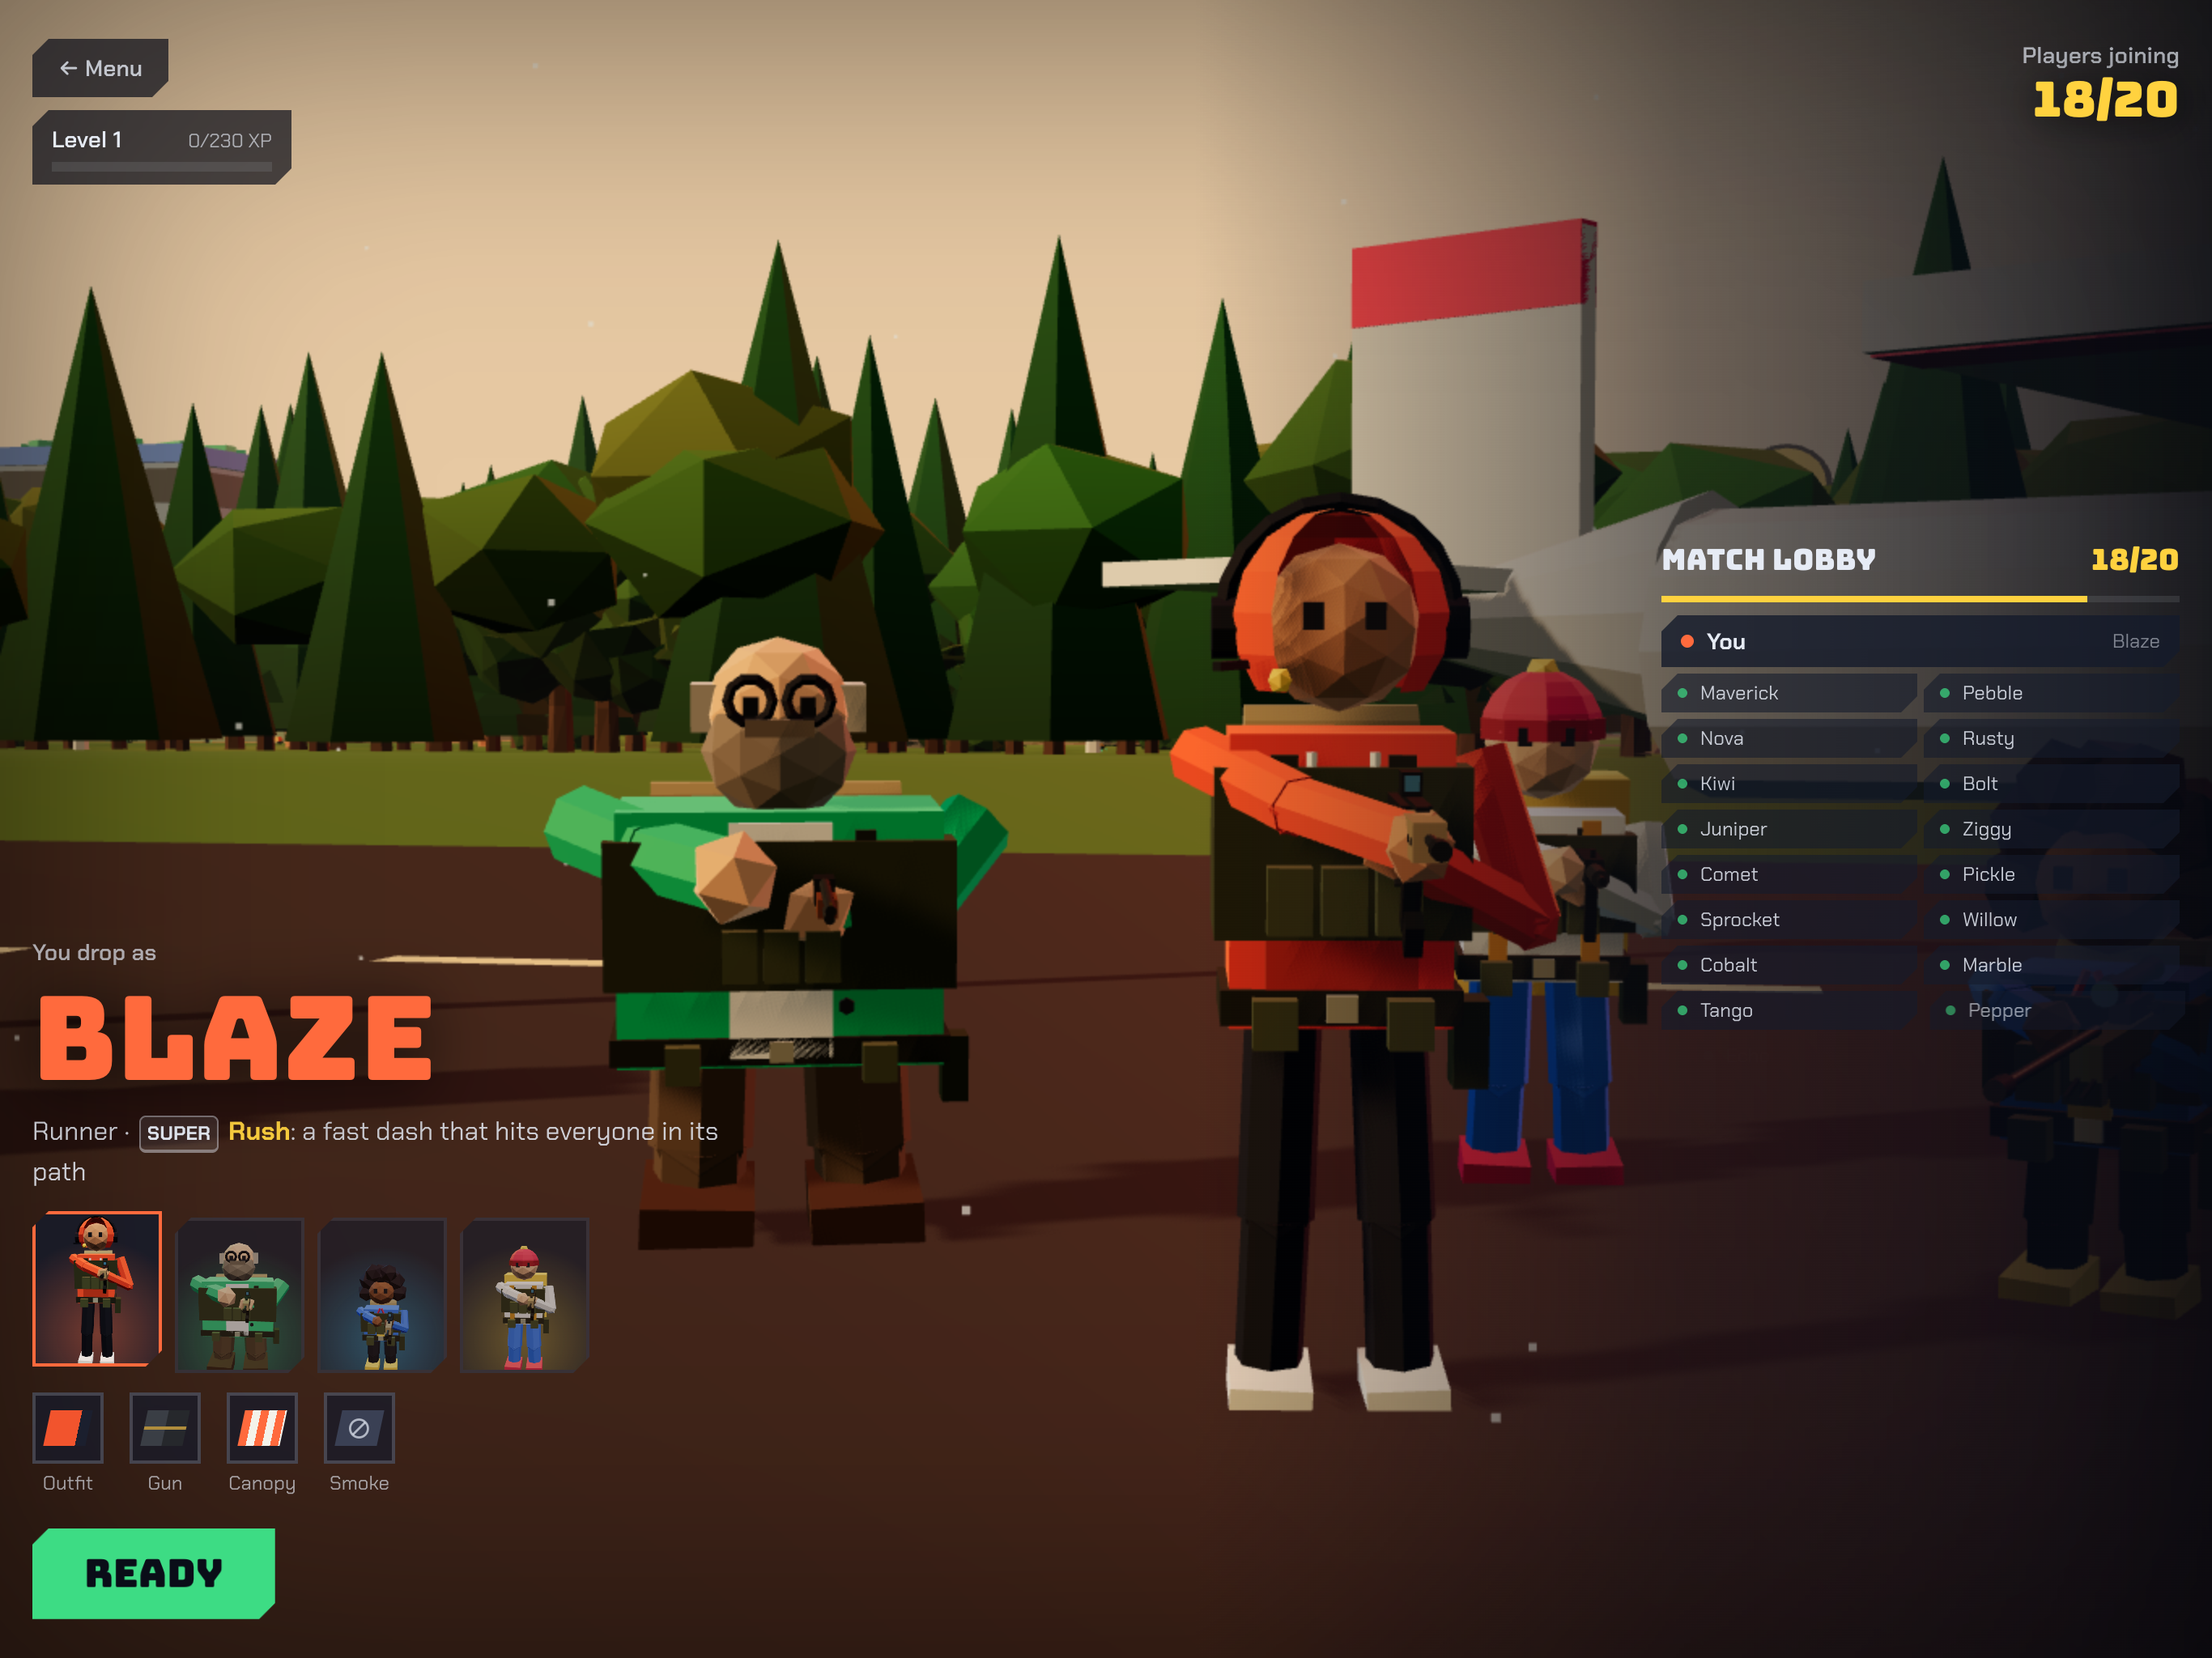 ← Menu
Level 1 0/230 XP
Players joining
18/20
MATCH LOBBY 18/20
You Blaze
Maverick Pebble
Nova Rusty
Kiwi Bolt
Juniper Ziggy
Comet Pickle
Sprocket Willow
Cobalt Marble
Tango Pepper
You drop as
BLAZE
Runner · SUPER Rush: a fast dash that hits everyone in its
path
Outfit Gun Canopy Smoke
READY